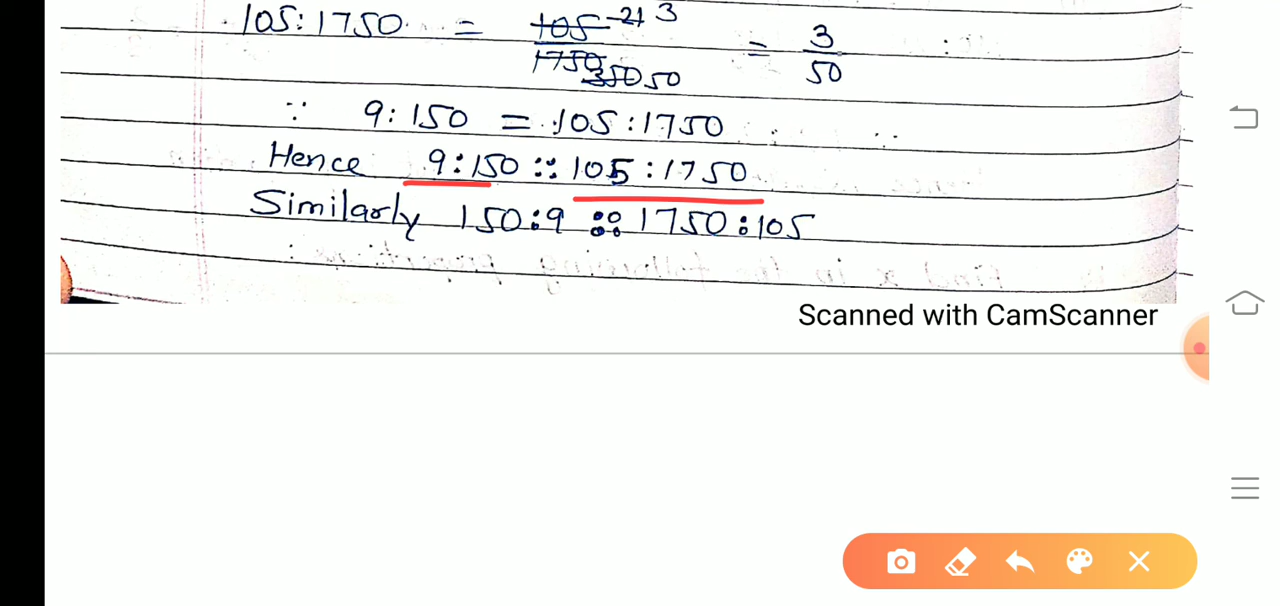 105:1750 = 105 21 3 / 1750 350 50 = 3/50
∵ 9:150 = 105:1750
Hence 9:150 :: 105:1750
Similarly 150:9 :: 1750:105
Scanned with CamScanner